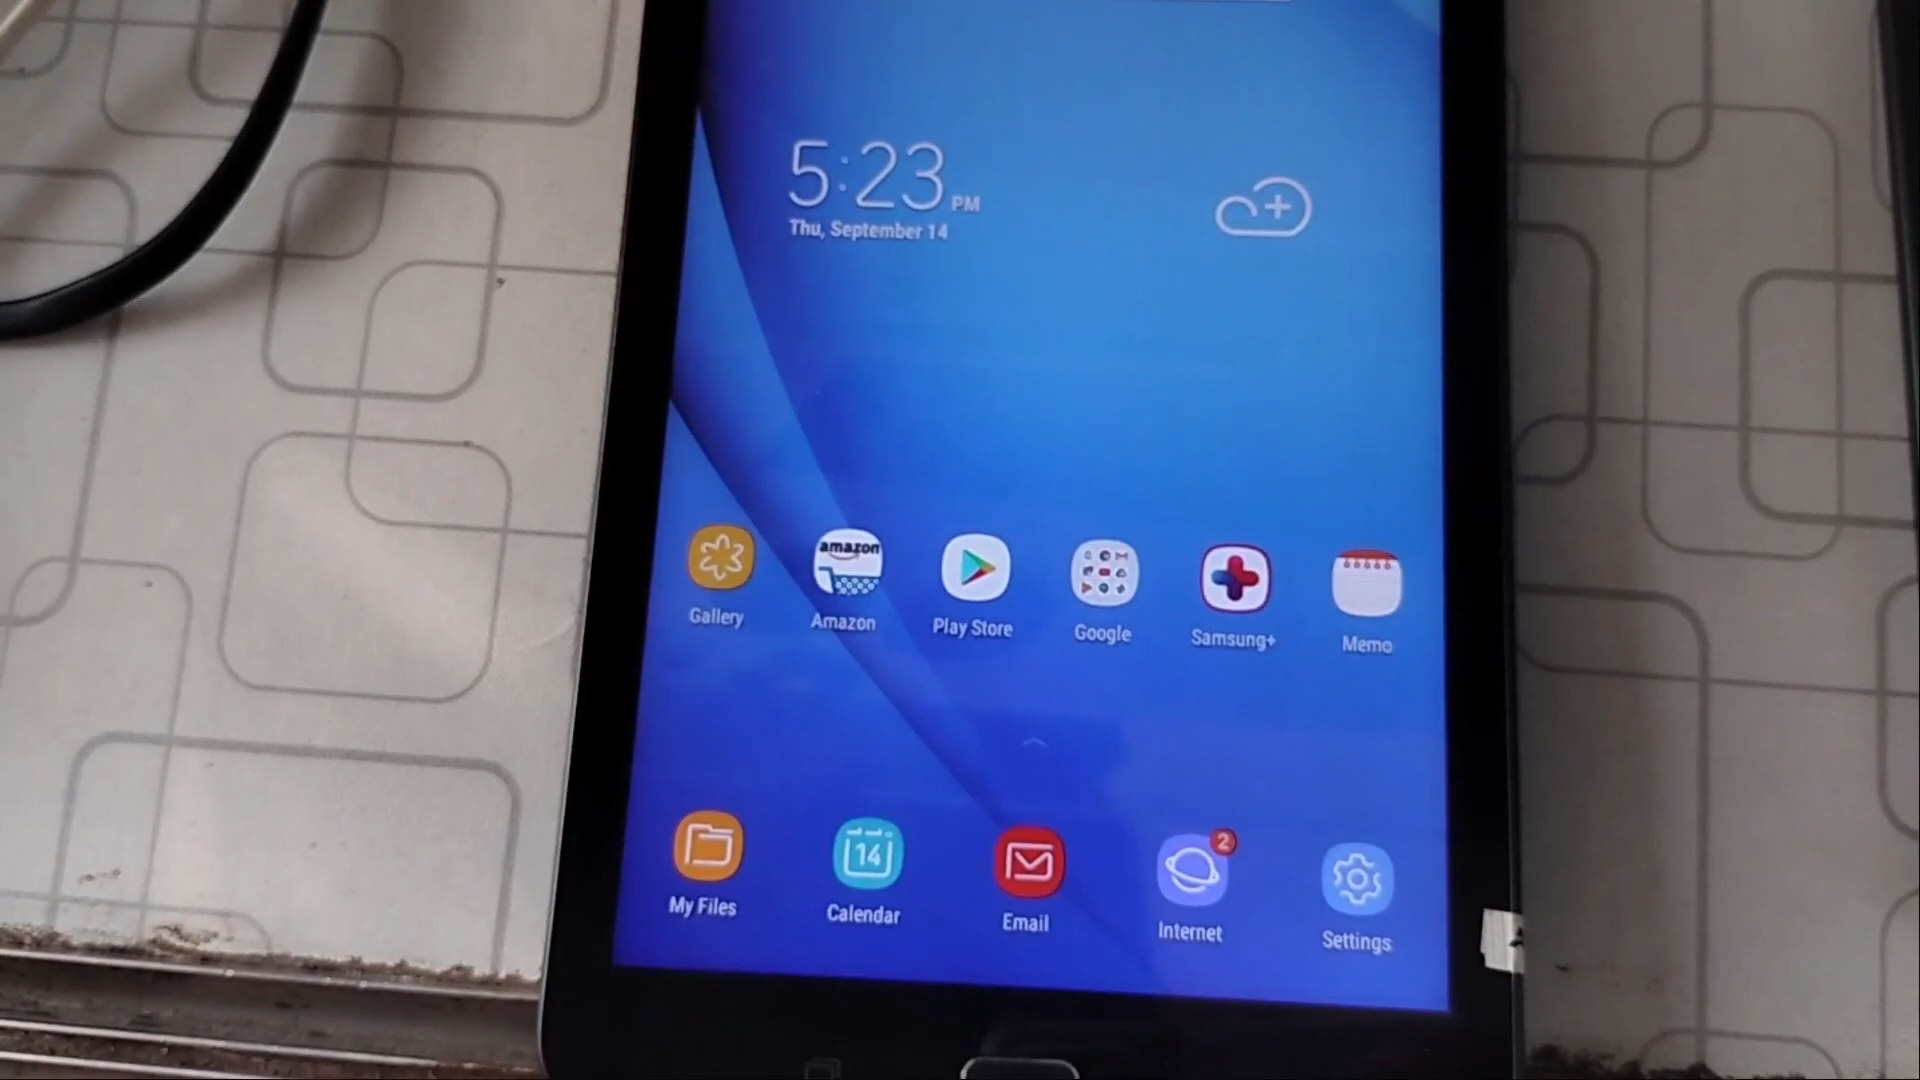 5:23 PM
Thu, September 14
amazon
Gallery
Amazon
Play Store
Google
Samsung+
Memo
14
2
My Files
Calendar
Email
Internet
Settings